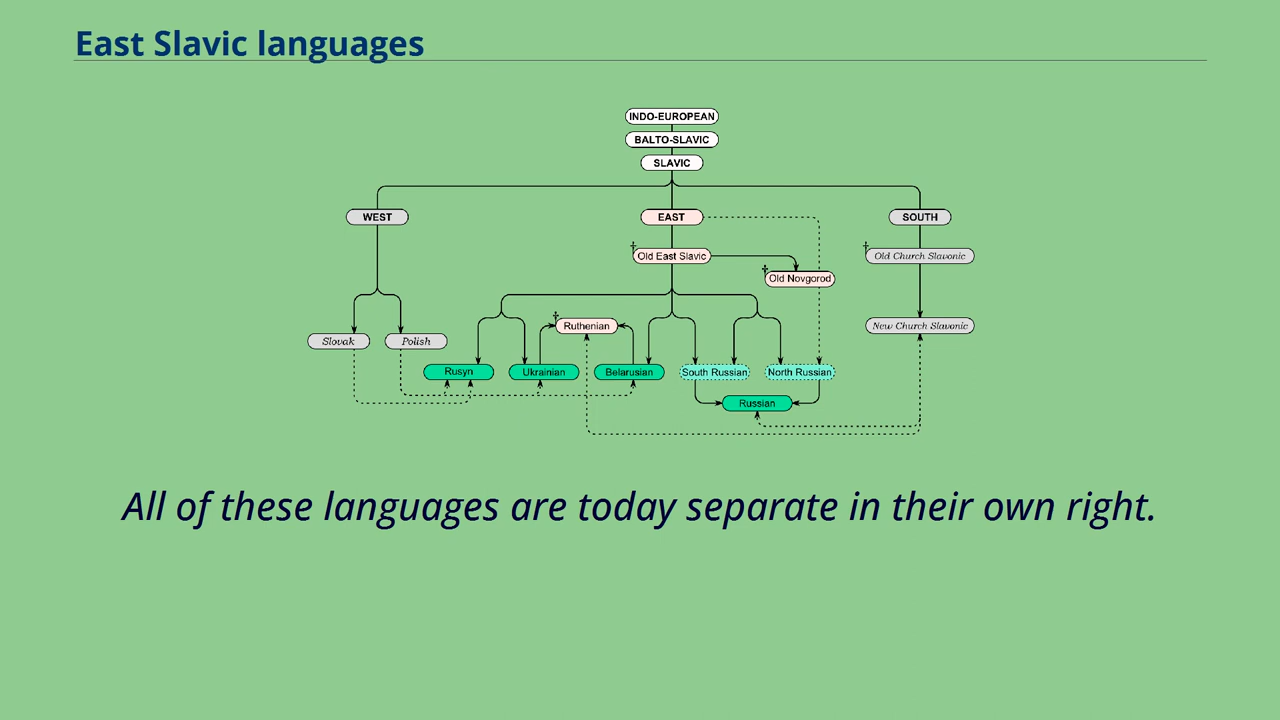 East Slavic languages
INDO-EUROPEAN
BALTO-SLAVIC
SLAVIC
WEST
EAST
SOUTH
† Old East Slavic
† Old Church Slavonic
† Old Novgorod
† Ruthenian
New Church Slavonic
Slovak
Polish
Rusyn
Ukrainian
Belarusian
South Russian
North Russian
Russian
All of these languages are today separate in their own right.